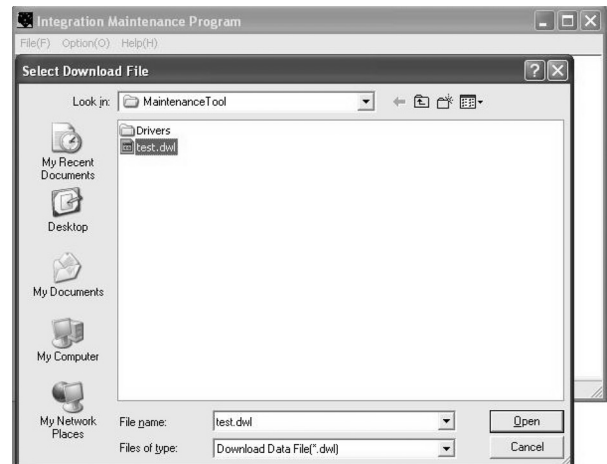 Integration Maintenance Program
File(F) Option(O) Help(H)
Select Download File
Look in: MaintenanceTool
Drivers
test.dwl
My Recent
Documents
Desktop
My Documents
My Computer
My Network
Places
File name: test.dwl Open
Files of type: Download Data File(*.dwl) Cancel